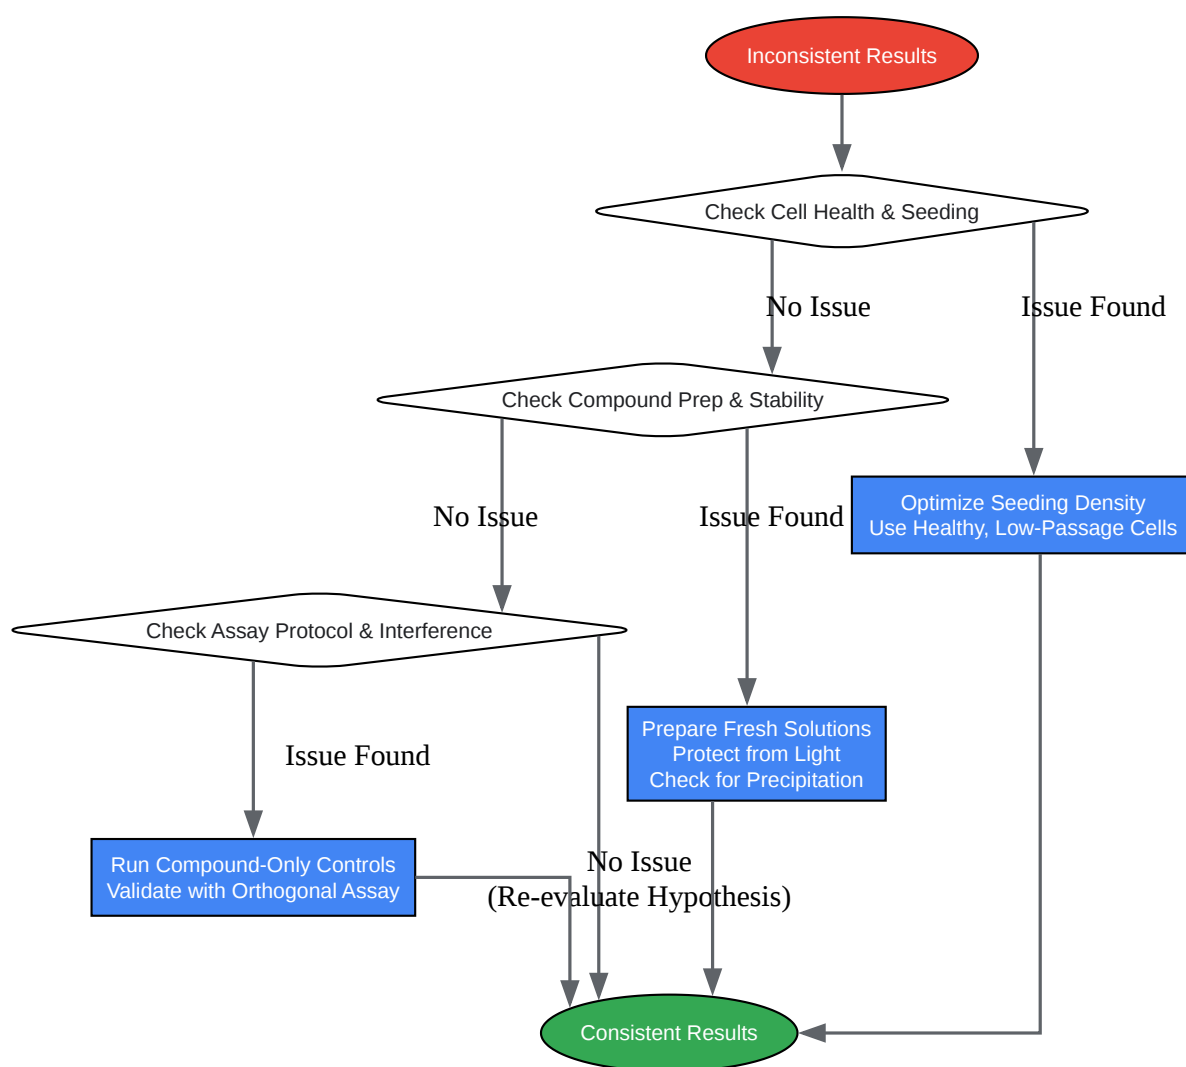 Inconsistent Results
Check Cell Health & Seeding
No Issue
Issue Found
Check Compound Prep & Stability
No Issue
Issue Found
Optimize Seeding Density
Use Healthy, Low-Passage Cells
Check Assay Protocol & Interference
Issue Found
Prepare Fresh Solutions
Protect from Light
Check for Precipitation
Run Compound-Only Controls
Validate with Orthogonal Assay
No Issue
(Re-evaluate Hypothesis)
Consistent Results